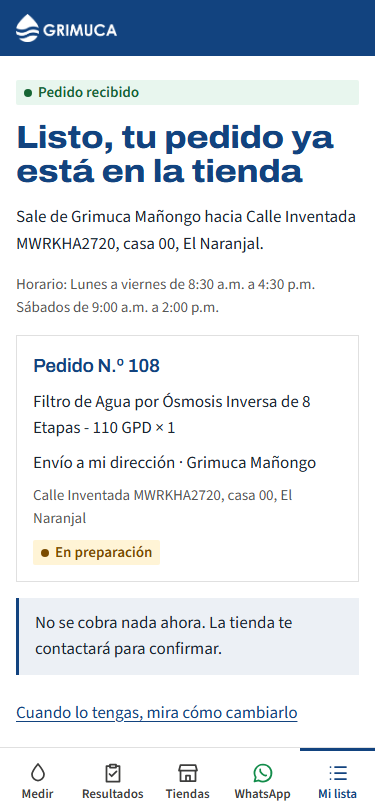 GRIMUCA
Pedido recibido
Listo, tu pedido ya
está en la tienda
Sale de Grimuca Mañongo hacia Calle Inventada
MWRKHA2720, casa 00, El Naranjal.
Horario: Lunes a viernes de 8:30 a.m. a 4:30 p.m.
Sábados de 9:00 a.m. a 2:00 p.m.
Pedido N.º 108
Filtro de Agua por Ósmosis Inversa de 8
Etapas - 110 GPD × 1
Envío a mi dirección · Grimuca Mañongo
Calle Inventada MWRKHA2720, casa 00, El
Naranjal
En preparación
No se cobra nada ahora. La tienda te
contactará para confirmar.
Cuando lo tengas, mira cómo cambiarlo
Medir
Resultados
Tiendas
WhatsApp
Mi lista